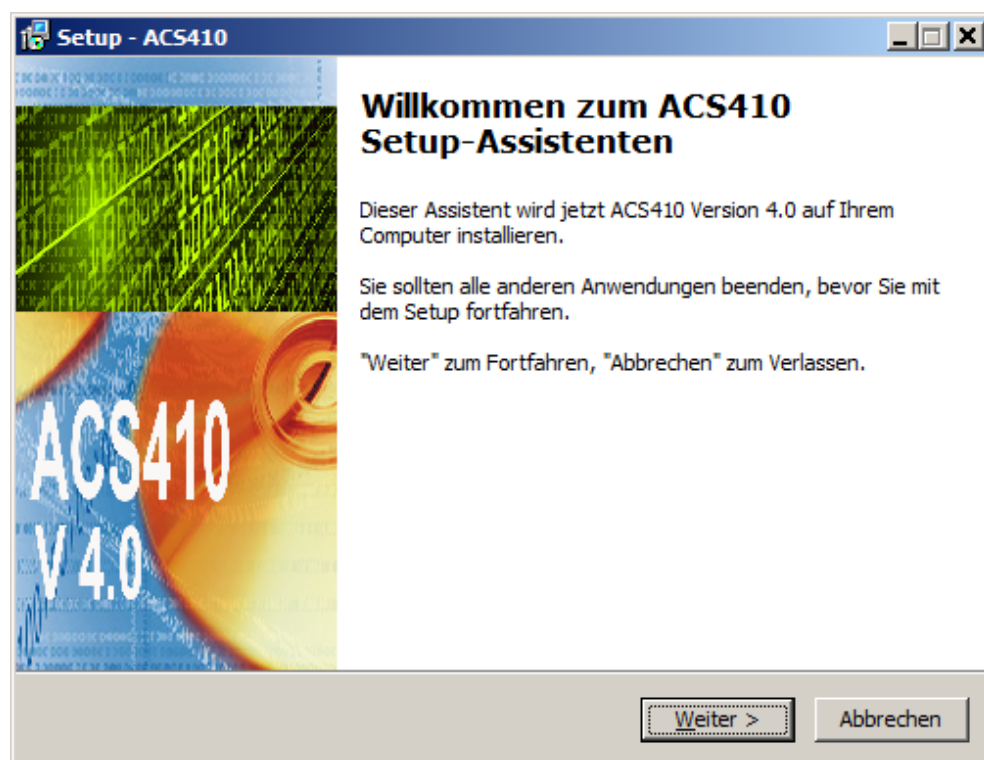 Setup - ACS410
Willkommen zum ACS410
Setup-Assistenten
Dieser Assistent wird jetzt ACS410 Version 4.0 auf Ihrem
Computer installieren.
Sie sollten alle anderen Anwendungen beenden, bevor Sie mit
dem Setup fortfahren.
"Weiter" zum Fortfahren, "Abbrechen" zum Verlassen.
ACS410
V 4.0
Weiter >
Abbrechen